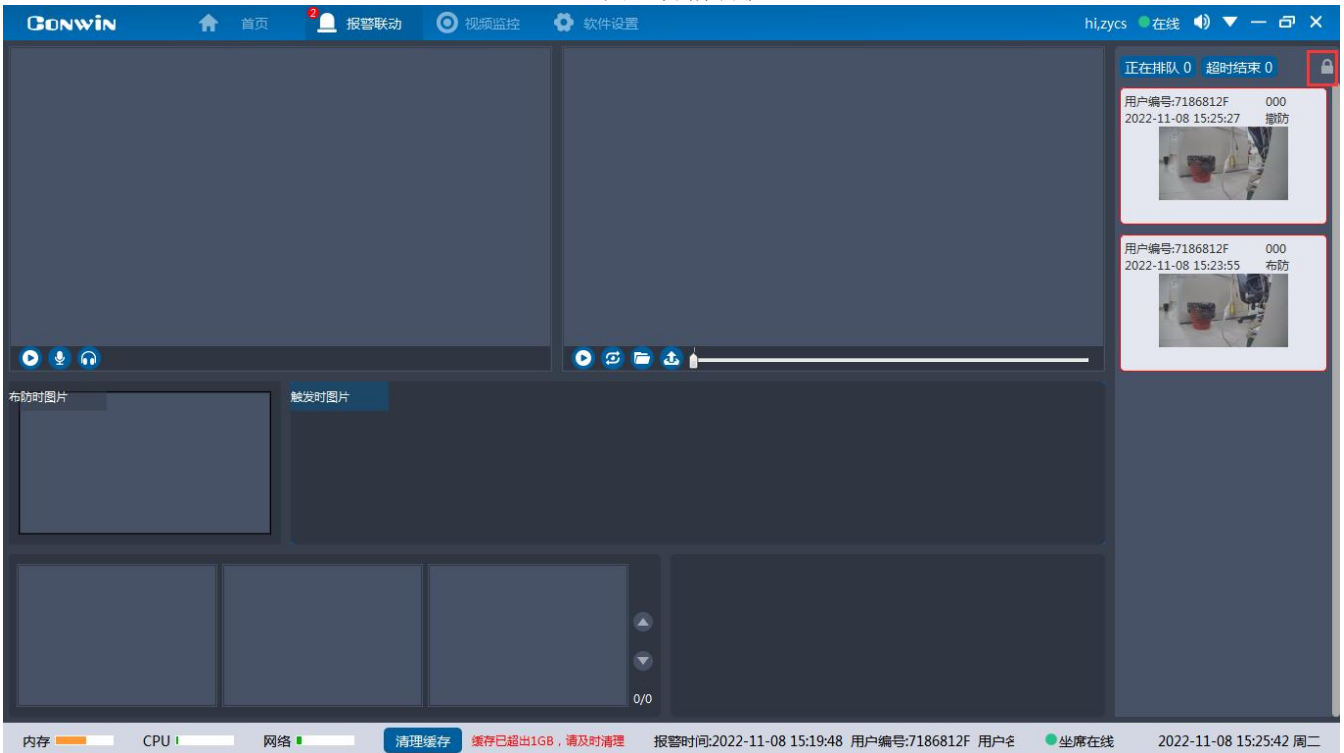 CONWIN 首页 2 报警联动 视频监控 软件设置 hi,zycs 在线
正在排队 0 超时结束 0
用户编号:7186812F 000
2022-11-08 15:25:27 撤防
用户编号:7186812F 000
2022-11-08 15:23:55 布防
布防时图片 触发时图片
0/0
内存 CPU 网络 清理缓存 缓存已超出1GB，请及时清理 报警时间:2022-11-08 15:19:48 用户编号:7186812F 用户名 坐席在线 2022-11-08 15:25:42 周二